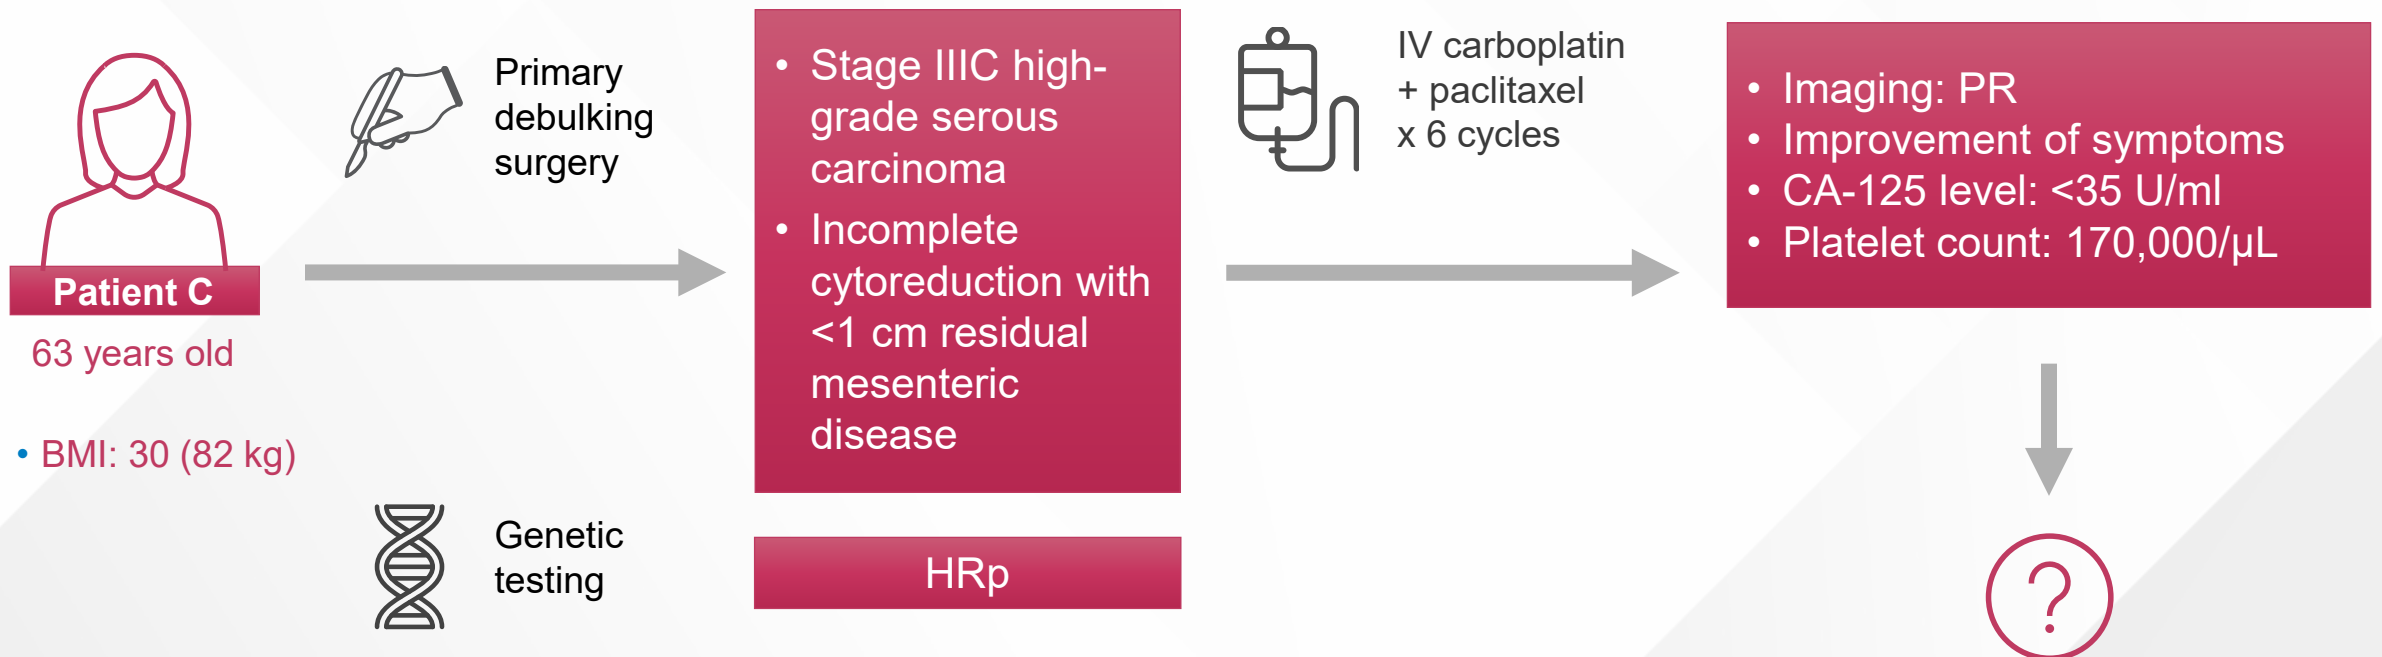 Patient C
63 years old
• BMI: 30 (82 kg)
Primary
debulking
surgery
Genetic
testing
• Stage IIIC high-
grade serous
carcinoma
• Incomplete
cytoreduction with
<1 cm residual
mesenteric
disease
HRp
IV carboplatin
+ paclitaxel
x 6 cycles
• Imaging: PR
• Improvement of symptoms
• CA-125 level: <35 U/ml
• Platelet count: 170,000/µL
?